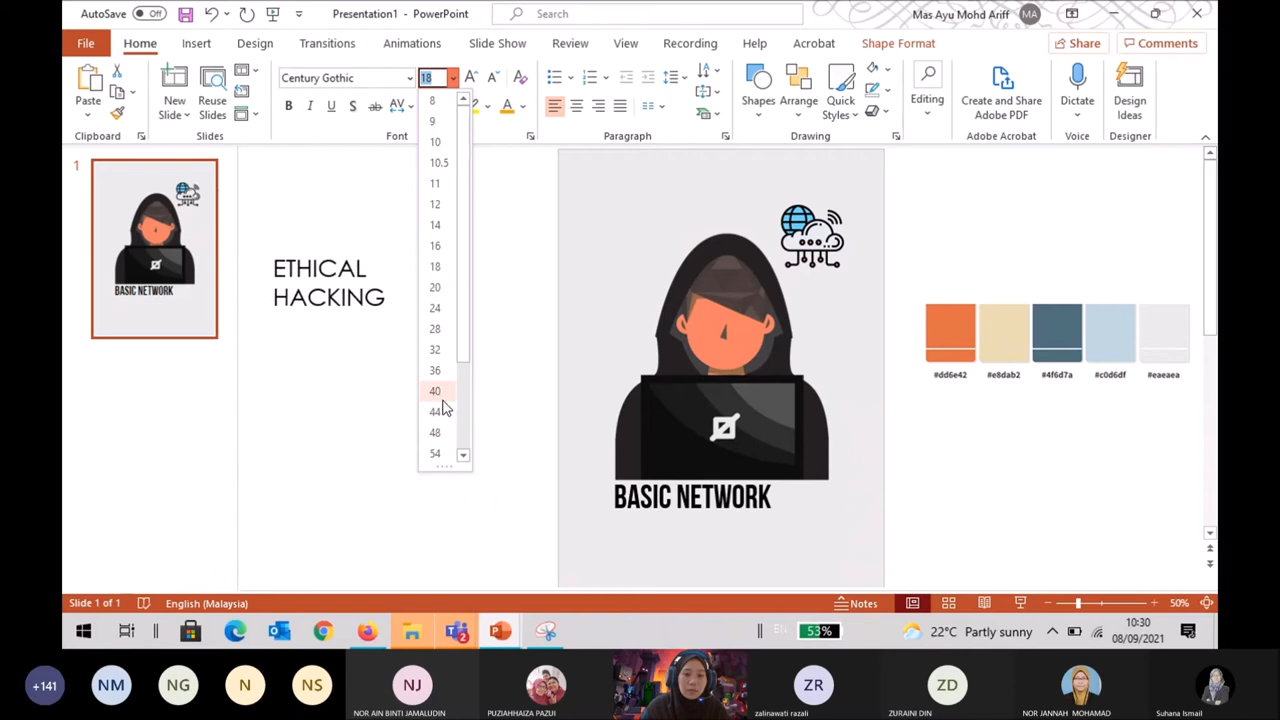 AutoSave Off Presentation1 - PowerPoint Search Mas Ayu Mohd Ariff MA
File Home Insert Design Transitions Animations Slide Show Review View Recording Help Acrobat Shape Format Share Comments
Century Gothic 18
Paste New Slide Reuse Slides Shapes Arrange Quick Styles Editing Create and Share Adobe PDF Dictate Design Ideas
B I U S ab AV A
Clipboard Slides Font Paragraph Drawing Adobe Acrobat Voice Designer
8
9
10
10.5
11
12
14
16
18
20
24
28
32
36
40
44
48
54
1
BASIC NETWORK
ETHICAL
HACKING
BASIC NETWORK
#dd6e42 #e8dab2 #4f6d7a #c0d6df #eaeaea
Slide 1 of 1 English (Malaysia) Notes 50%
2 EN 53% 22°C Partly sunny 10:30
08/09/2021
+141 NM NG N NS NJ ZR ZD
NOR AIN BINTI JAMALUDIN PUZIAHHAIZA PAZUI zalinawati razali ZURAINI DIN NOR JANNAH MOHAMAD Suhana Ismail